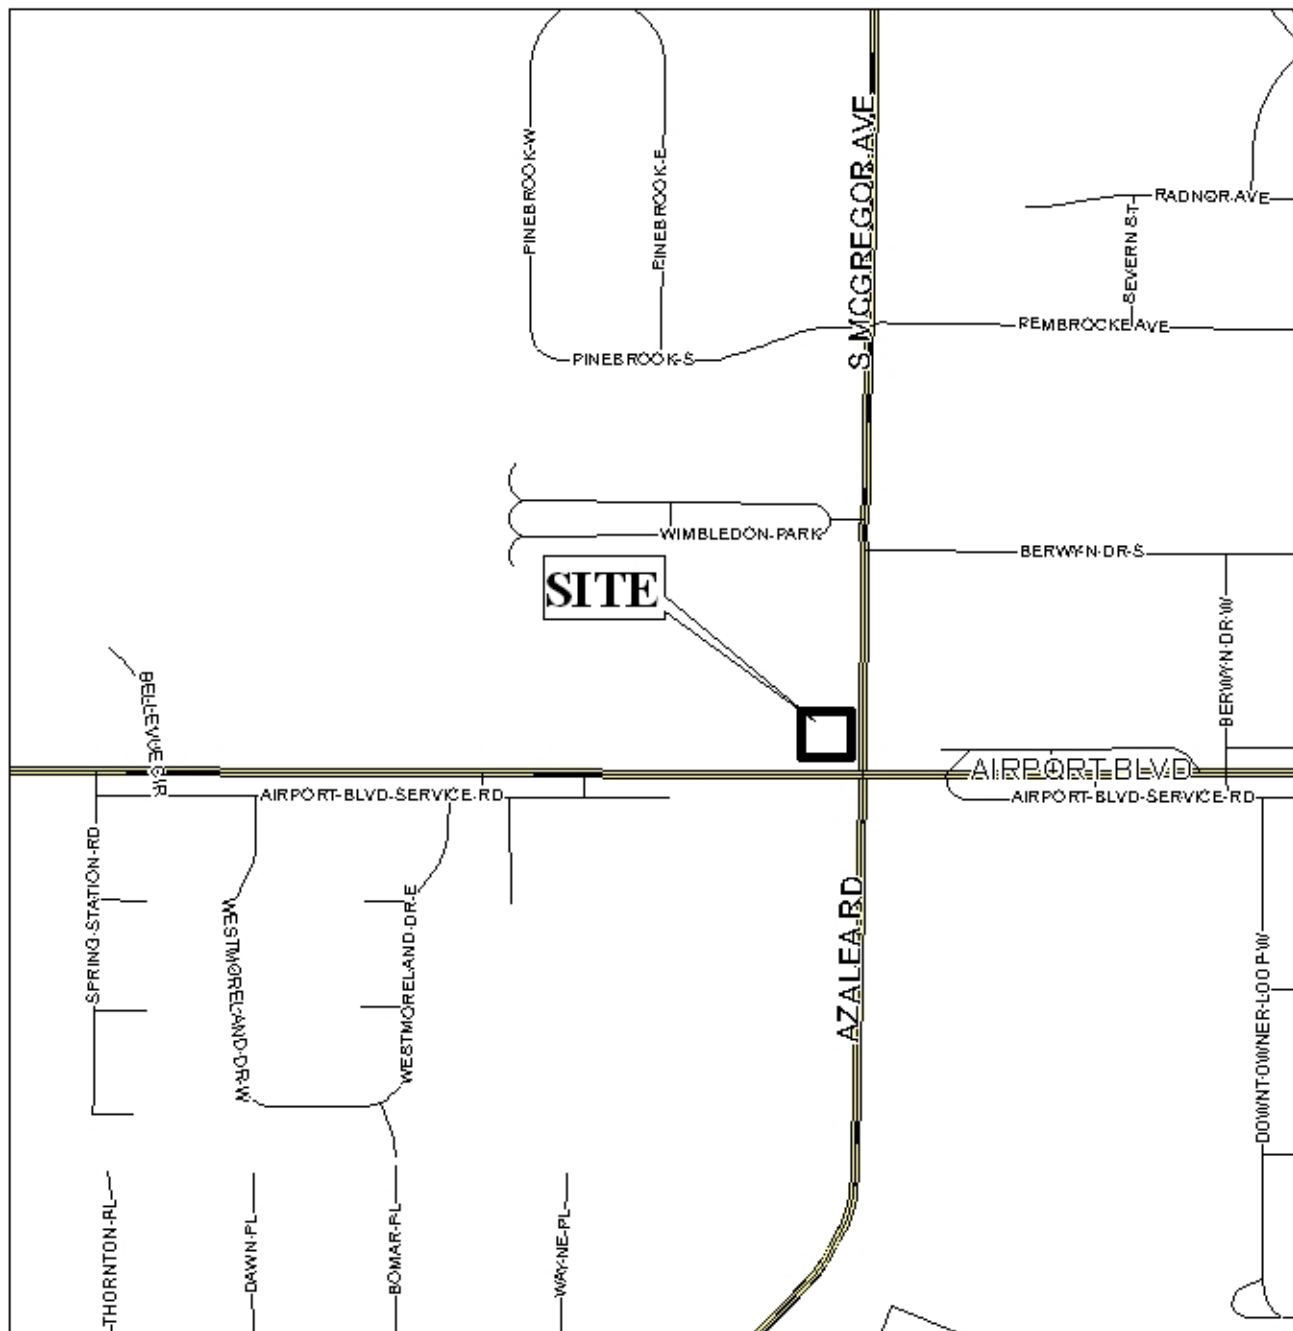 S MCGREGOR AVE
PINEBROOK-W
PINEBROOK-E
RADNOR-AVE
SEVERN ST
PEMBROCKE AVE
PINEBROOK-S
WIMBLEDON-PARK
BERWYN-DR-S
SITE
BERWYN-DR-W
BELLEVUE CIR
AIRPORT BLVD
AIRPORT-BLVD-SERVICE-RD
AIRPORT-BLVD-SERVICE-RD
SPRING-STATION-RD
WESTMORELAND-DR-W
WESTMORELAND-DR-E
AZALEA RD
DOWNTOWNER-LOOP-W
THORNTON-PL
DAWN-PL
BOMAR-PL
WAYNE-PL